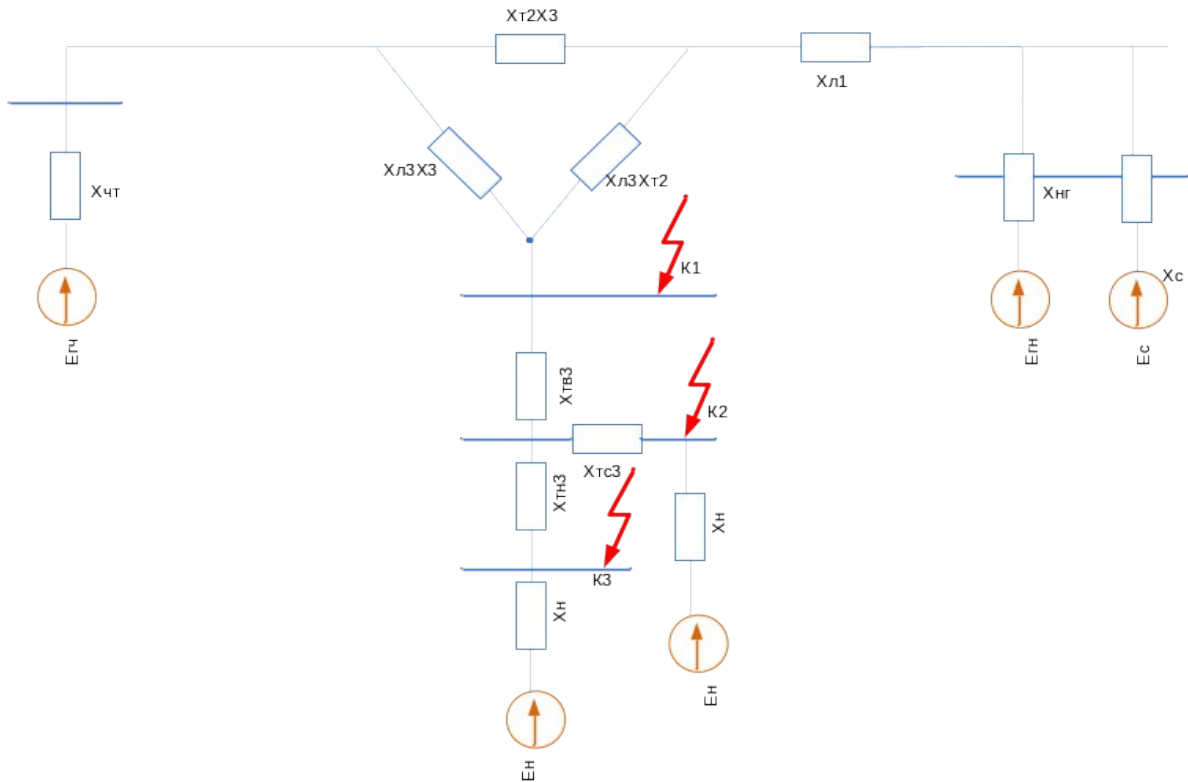 Хт2Х3
Хл1
Хл3Х3
Хл3Хт2
Хчт
Хнг
К1
Хс
Егч
Егн
Ес
Хтв3
К2
Хтс3
Хтн3
Хн
К3
Хн
Ен
Ен